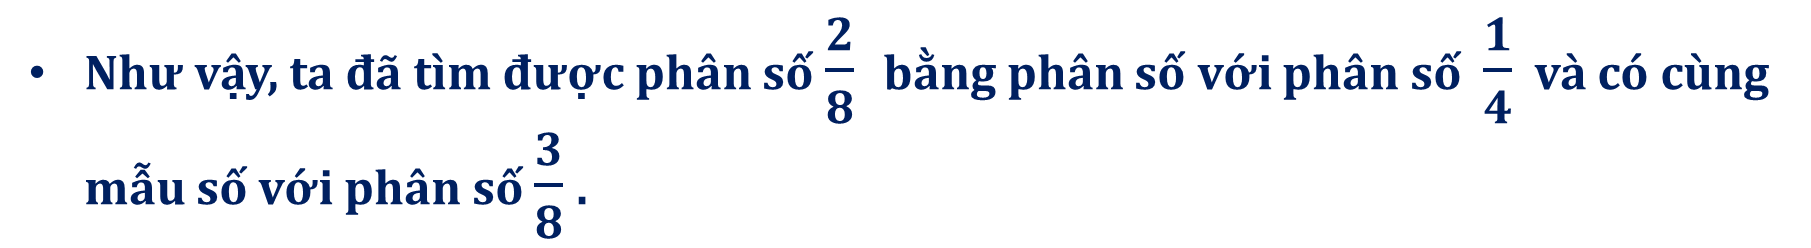 • Như vậy, ta đã tìm được phân số 2/8 bằng phân số với phân số 1/4 và có cùng
mẫu số với phân số 3/8 .